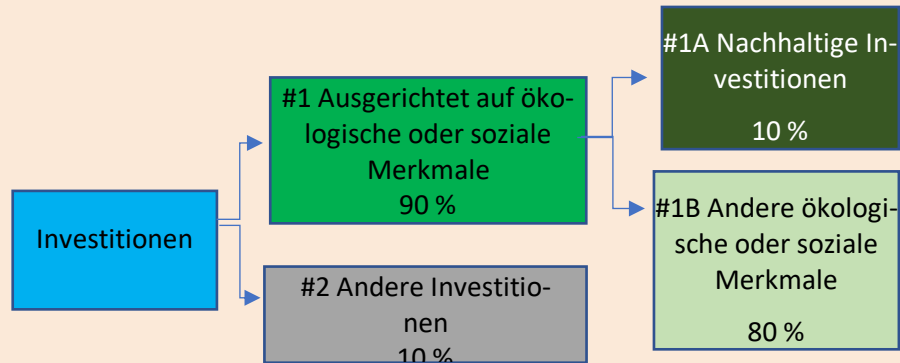 Investitionen
#1 Ausgerichtet auf öko-
logische oder soziale
Merkmale
90 %
#2 Andere Investitio-
nen
10 %
#1A Nachhaltige In-
vestitionen
10 %
#1B Andere ökologi-
sche oder soziale
Merkmale
80 %